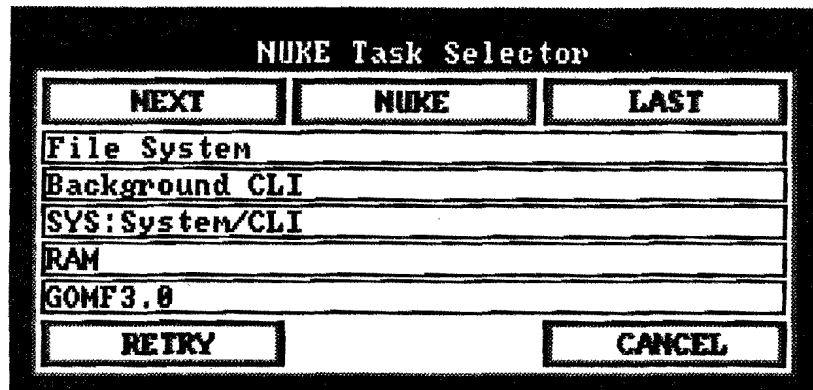 NUKE Task Selector
NEXT NUKE LAST
File System
Background CLI
SYS:System/CLI
RAM
GOMF3.0
RETRY CANCEL